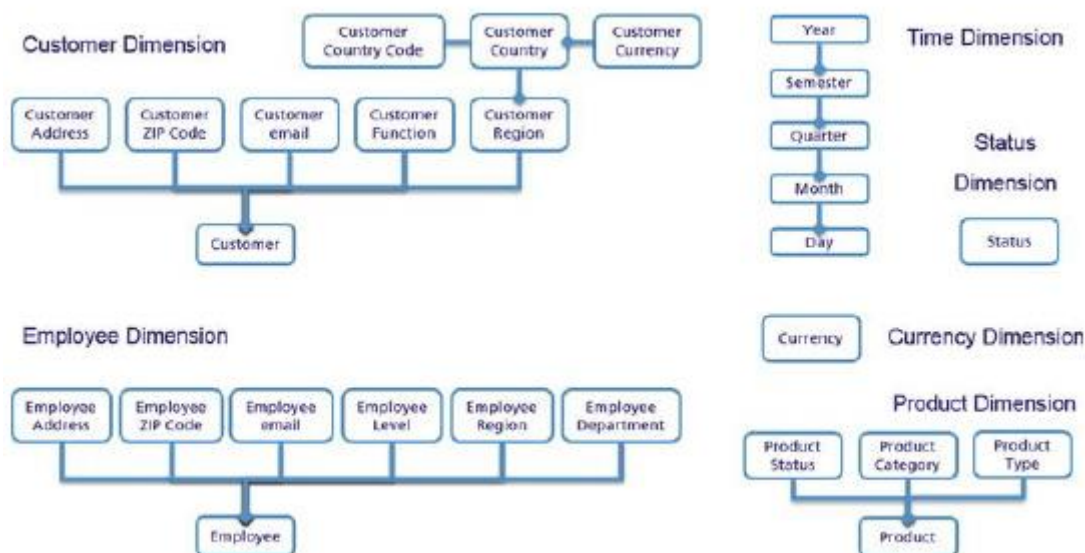 Customer Dimension
Customer
Country Code
Customer
Country
Customer
Currency
Customer
Address
Customer
ZIP Code
Customer
email
Customer
Function
Customer
Region
Customer
Year
Time Dimension
Semester
Quarter
Month
Day
Status
Dimension
Status
Employee Dimension
Employee
Address
Employee
ZIP Code
Employee
email
Employee
Level
Employee
Region
Employee
Department
Employee
Currency
Currency Dimension
Product Dimension
Product
Status
Product
Category
Product
Type
Product